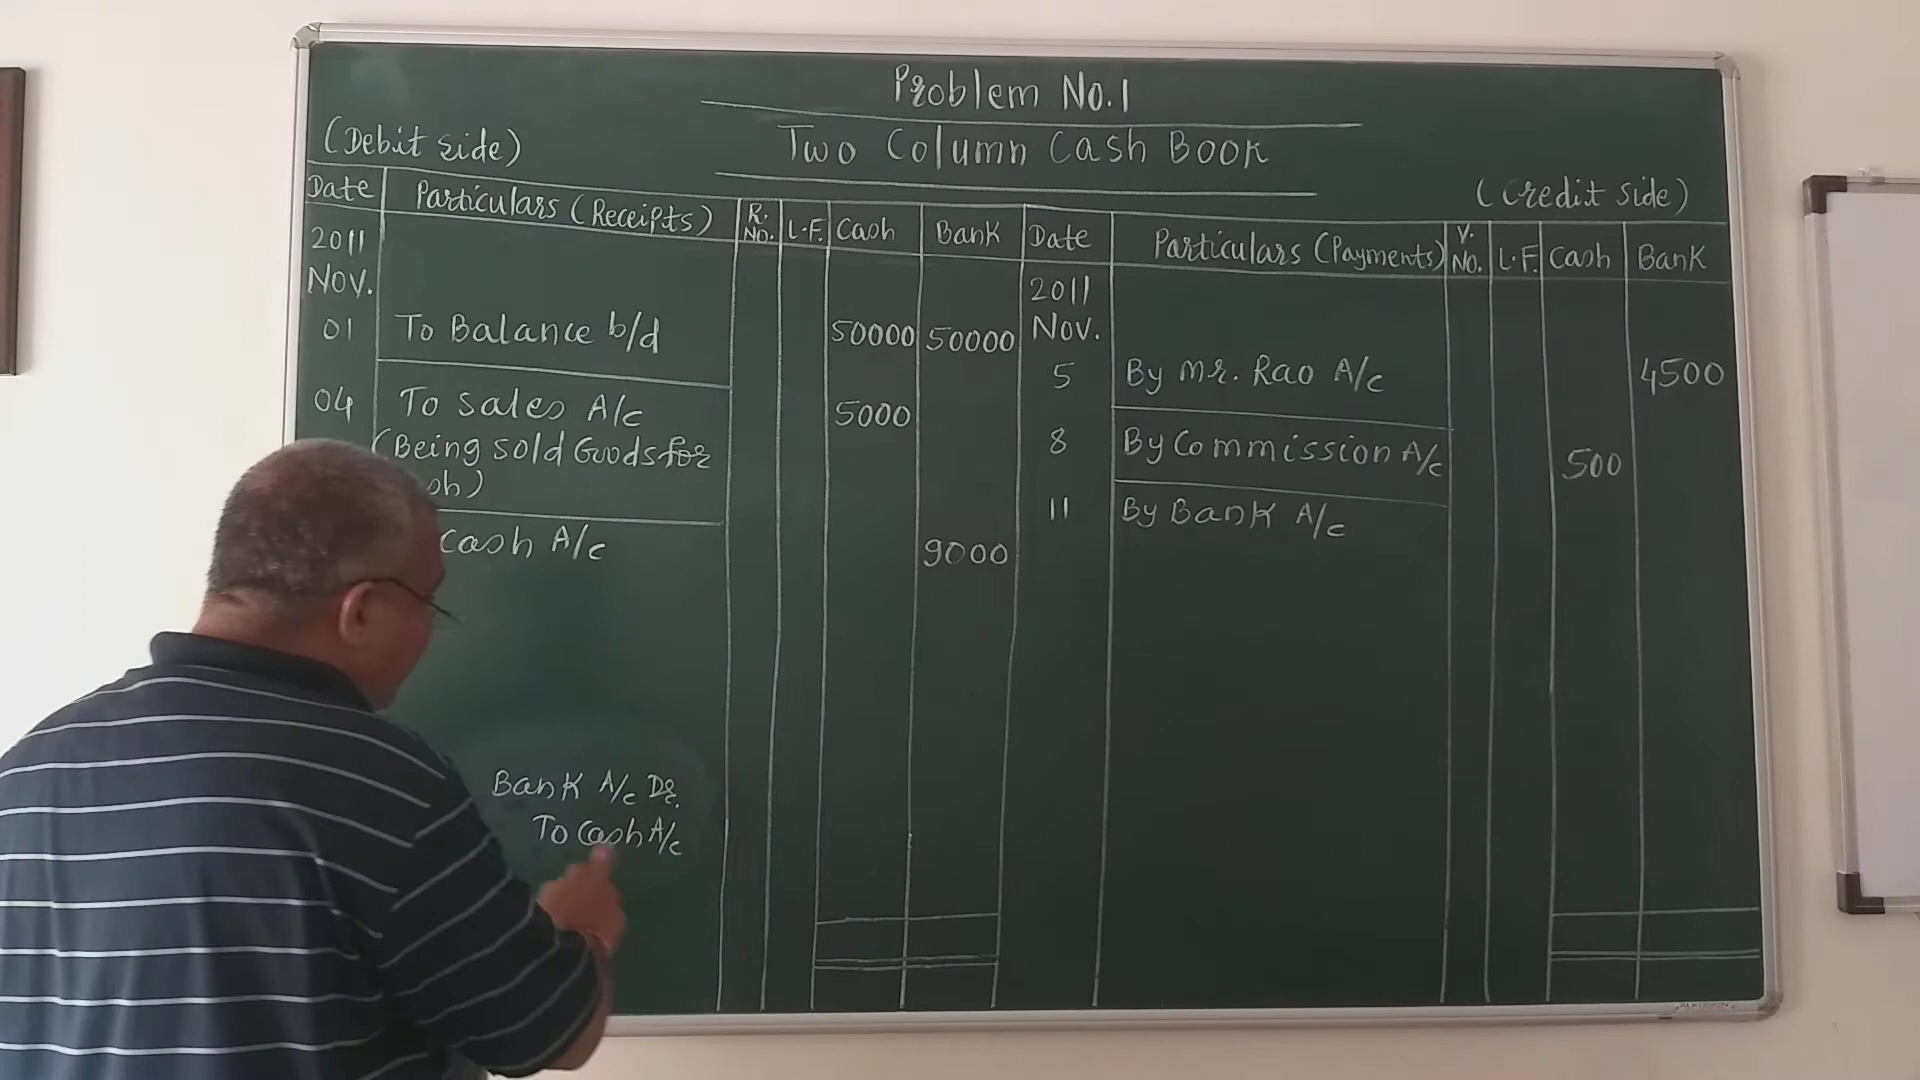 Problem No.1
Two Column Cash Book
(Debit side)
(Credit side)
Date Particulars (Receipts) R. No. L.F. Cash Bank Date Particulars (Payments) V. No. L.F. Cash Bank
2011
Nov.
01 To Balance b/d 50000 50000
04 To Sales A/c 5000
(Being sold Goods for
Cash A/c 9000
Bank A/c Dr.
To Cash A/c
2011
Nov.
5 By Mr. Rao A/c 4500
8 By Commission A/c 500
11 By Bank A/c